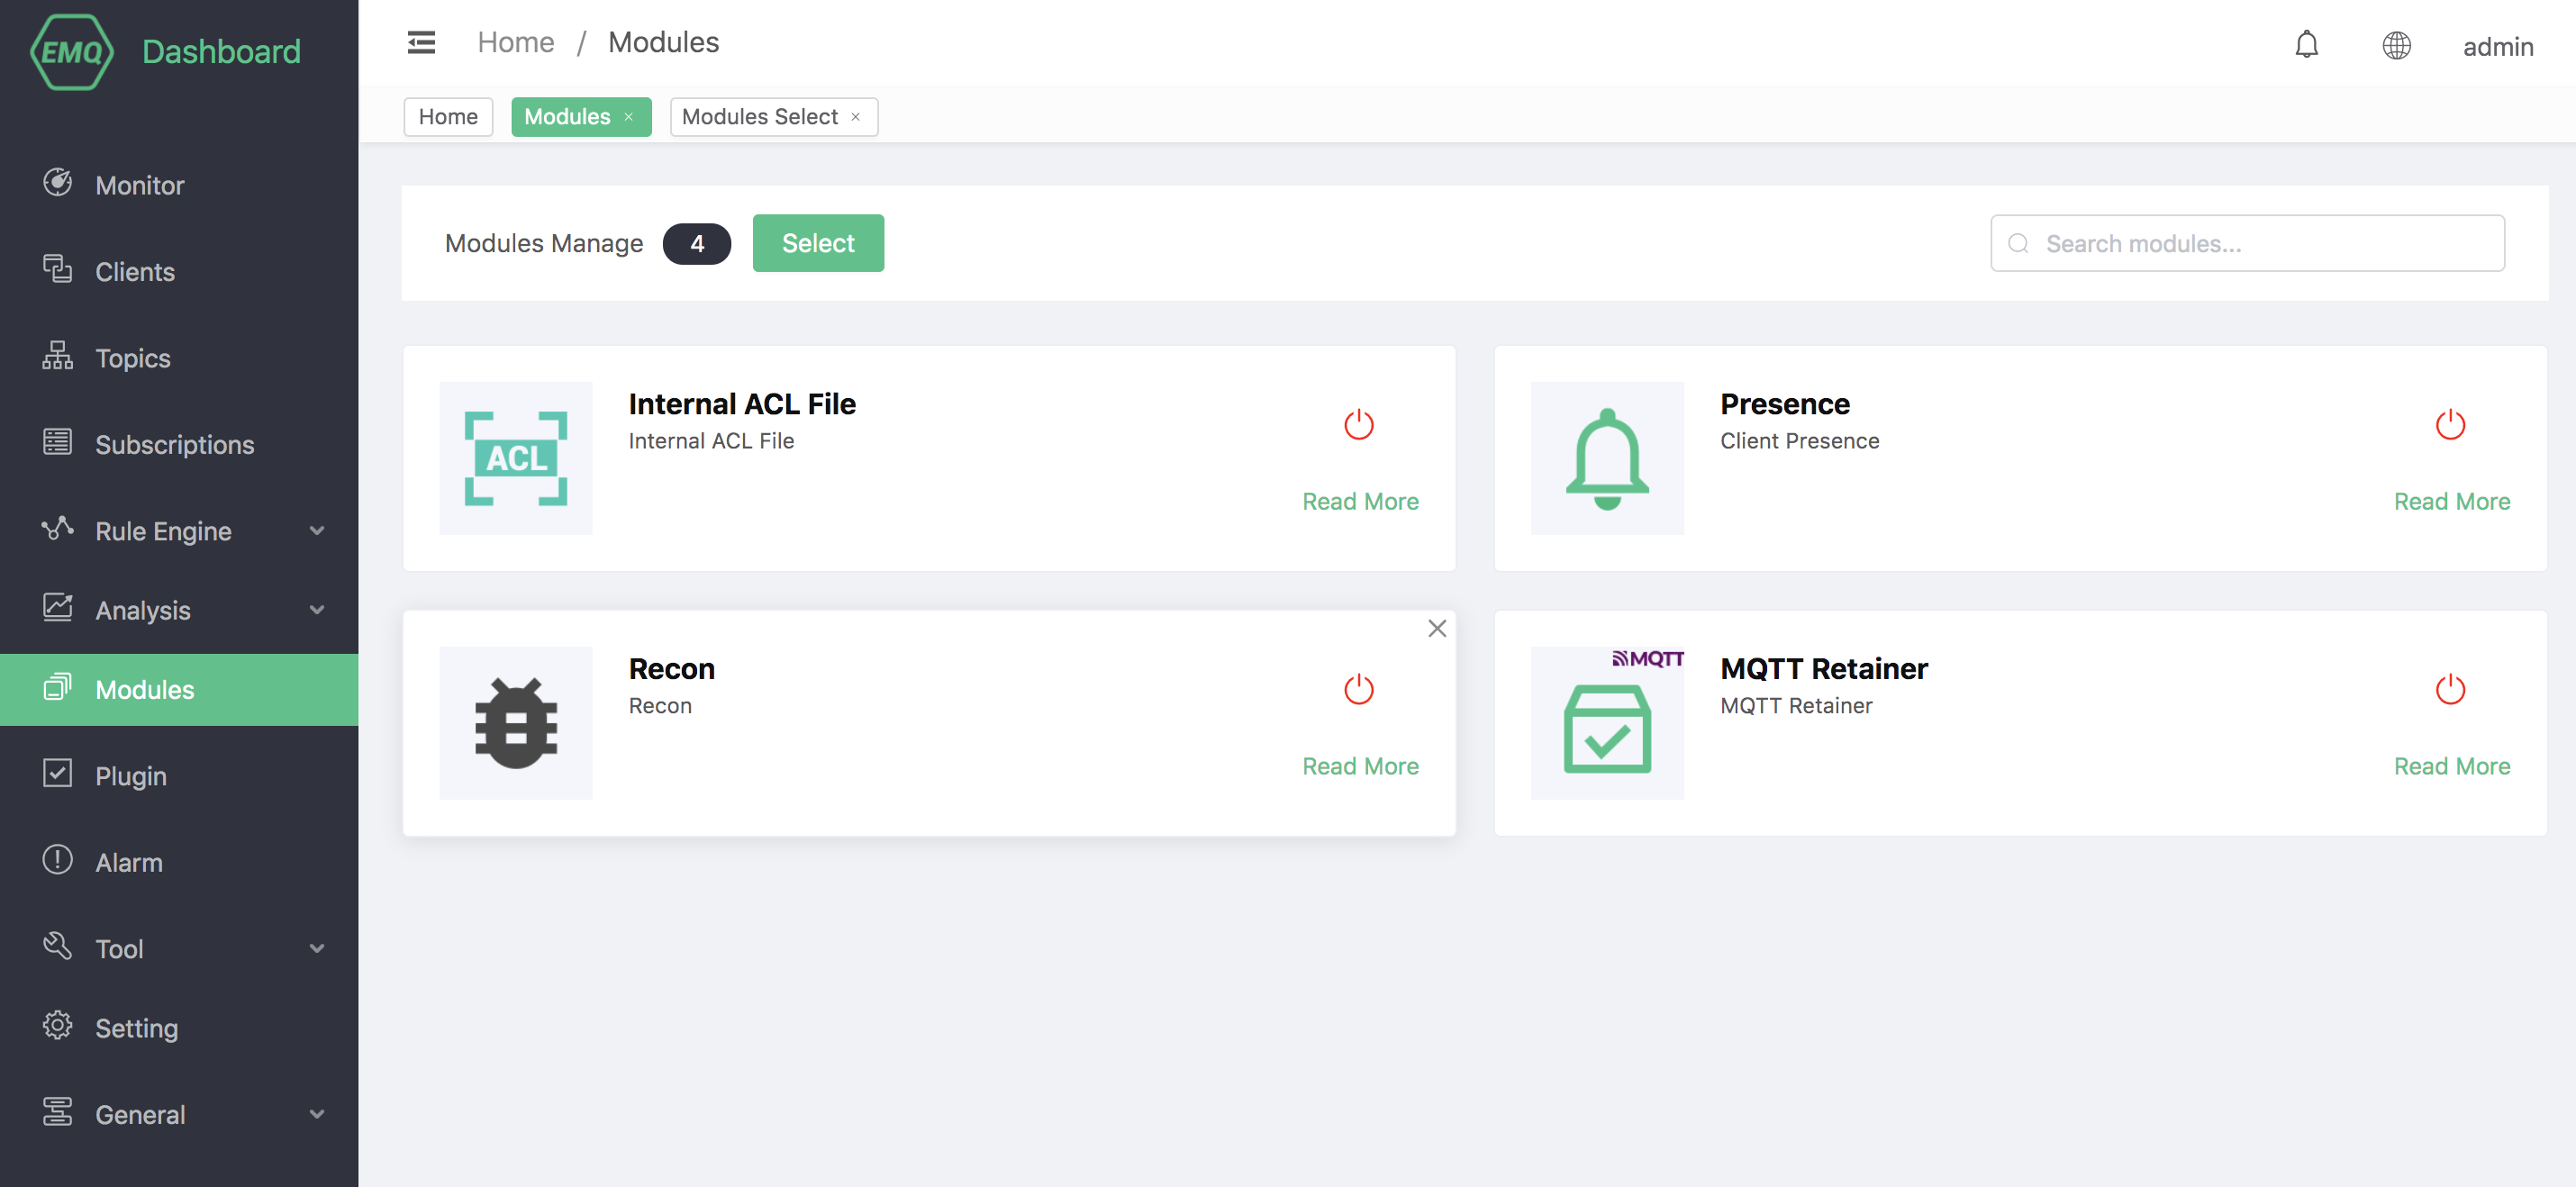 EMQ Dashboard
Home / Modules
admin
Home
Modules ×
Modules Select ×
Monitor
Clients
Topics
Subscriptions
Rule Engine
Analysis
Modules
Plugin
Alarm
Tool
Setting
General
Modules Manage 4 Select
Search modules...
ACL
Internal ACL File
Internal ACL File
Read More
Presence
Client Presence
Read More
Recon
Recon
Read More
MQTT
MQTT Retainer
MQTT Retainer
Read More